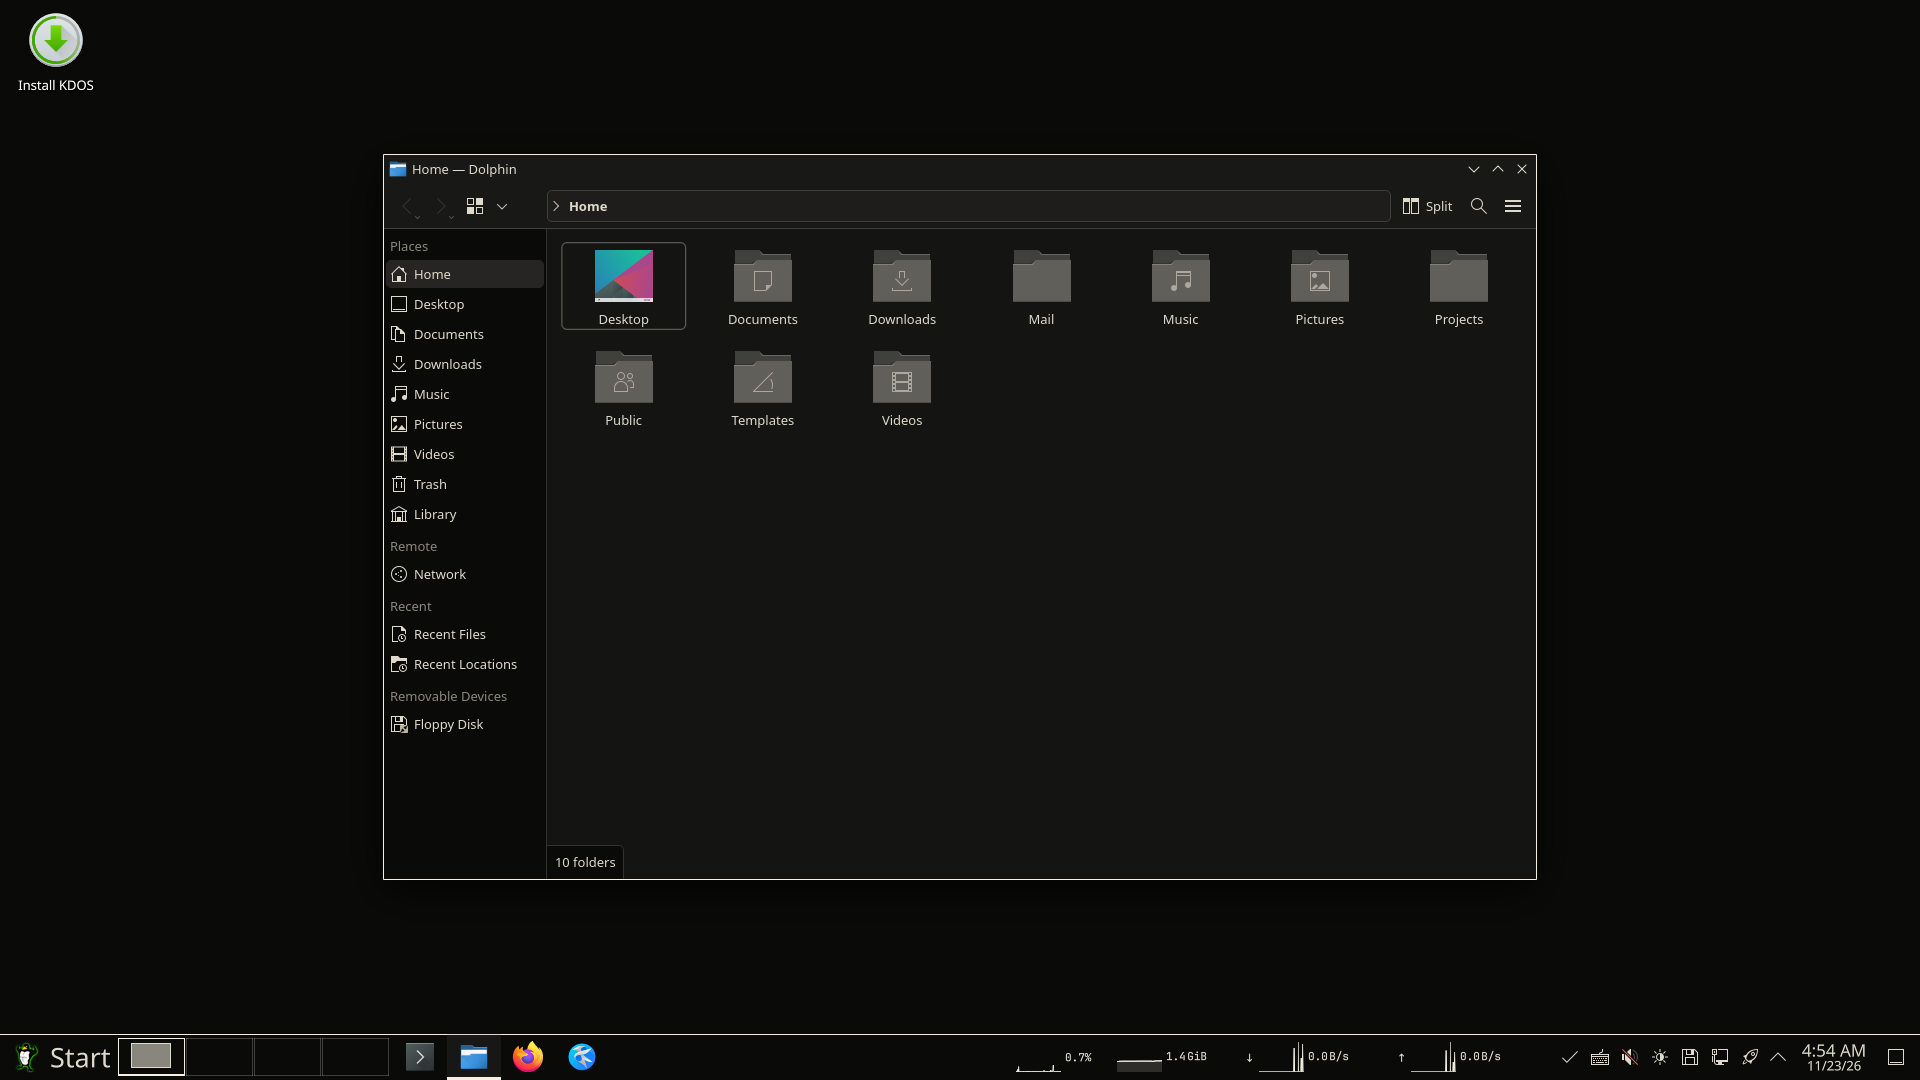 Install KDOS
Home — Dolphin
Home
Split
Places
Home
Desktop
Documents
Downloads
Music
Pictures
Videos
Trash
Library
Remote
Network
Recent
Recent Files
Recent Locations
Removable Devices
Floppy Disk
Desktop
Documents
Downloads
Mail
Music
Pictures
Projects
Public
Templates
Videos
10 folders
Start
0.7%
1.4GiB
↓ 0.0B/s
↑ 0.0B/s
4:54 AM
11/23/26